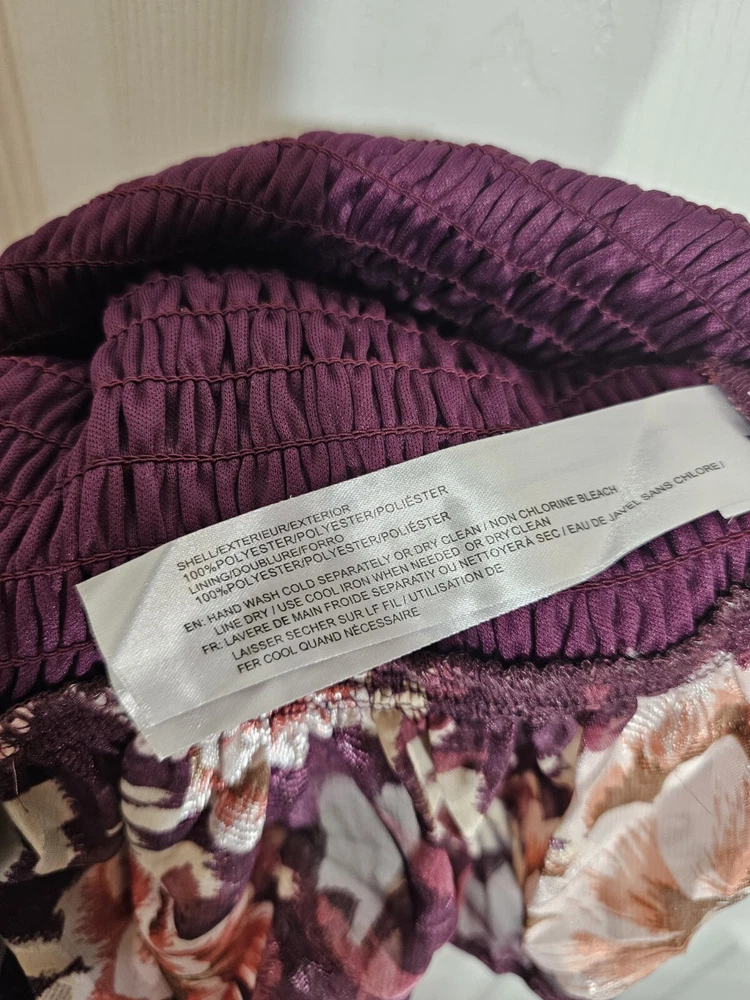 SHELL/EXTERIEUR/EXTERIOR
100%POLYESTER/POLYESTER/POLIÉSTER
LINING/DOUBLURE/FORRO
100%POLYESTER/POLYESTER/POLIÉSTER
EN: HAND WASH COLD SEPARATELY OR DRY CLEAN / NON CHLORINE BLEACH
LINE DRY / USE COOL IRON WHEN NEEDED OR DRY CLEAN
FR: LAVERE DE MAIN FROIDE SEPARATIV OU NETTOYERÀ SEC / EAU DE JAVEL SANS CHLORE /
LAISSER SECHER SUR LF FIL / UTILISATION DE
FER COOL QUAND NÉCESSAIRE